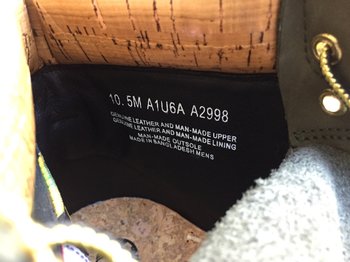 10.5M A1U6A A2998
GENUINE LEATHER AND MAN-MADE UPPER
GENUINE LEATHER AND MAN-MADE LINING
MAN-MADE OUTSOLE
MADE IN BANGLADESH MENS